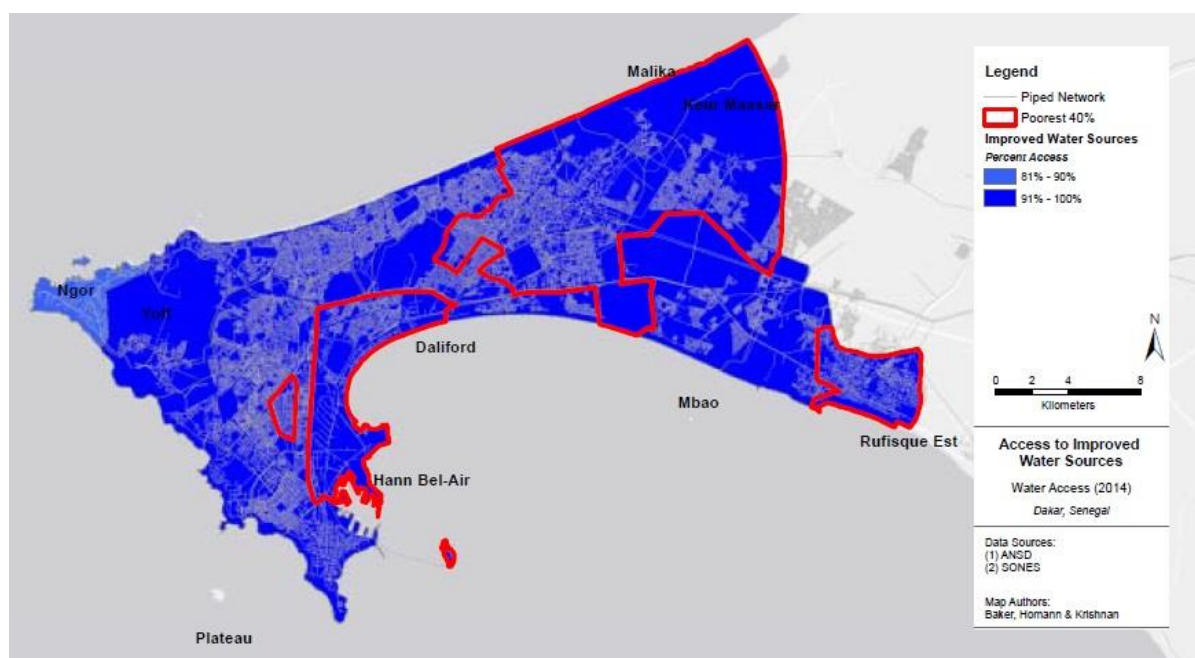 Malika
Keur Massar
Ngor
Yoff
Daliford
Mbao
Rufisque Est
Hann Bel-Air
Plateau
Legend
Piped Network
Poorest 40%
Improved Water Sources
Percent Access
81% - 90%
91% - 100%
N
0 2 4 8
Kilometers
Access to Improved
Water Sources
Water Access (2014)
Dakar, Senegal
Data Sources:
(1) ANSD
(2) SONES
Map Authors:
Baker, Homann & Krishnan